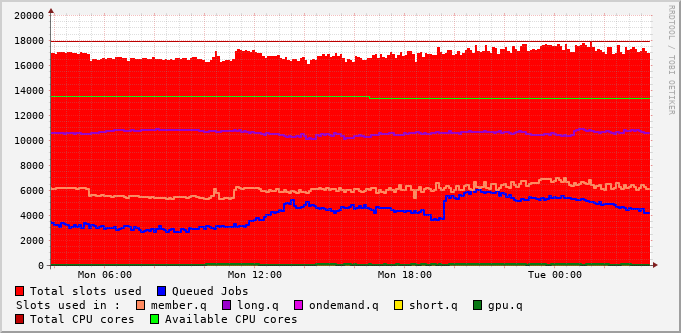 20000
18000
16000
14000
12000
10000
8000
6000
4000
2000
0
Mon 06:00 Mon 12:00 Mon 18:00 Tue 00:00
RRDTOOL / TOBI OETIKER
Total slots used Queued Jobs
Slots used in : member.q long.q ondemand.q short.q gpu.q
Total CPU cores Available CPU cores